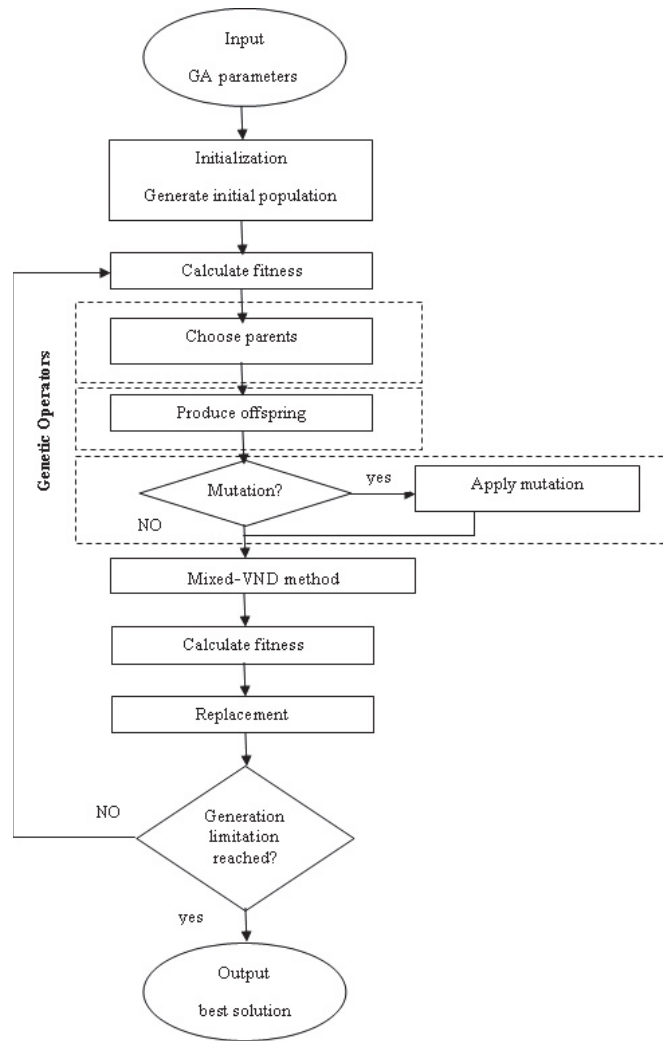 Input
GA parameters
Initialization
Generate initial population
Calculate fitness
Genetic Operators
Choose parents
Produce offspring
Mutation?
yes
Apply mutation
NO
Mixed-VND method
Calculate fitness
Replacement
NO
Generation
limitation
reached?
yes
Output
best solution